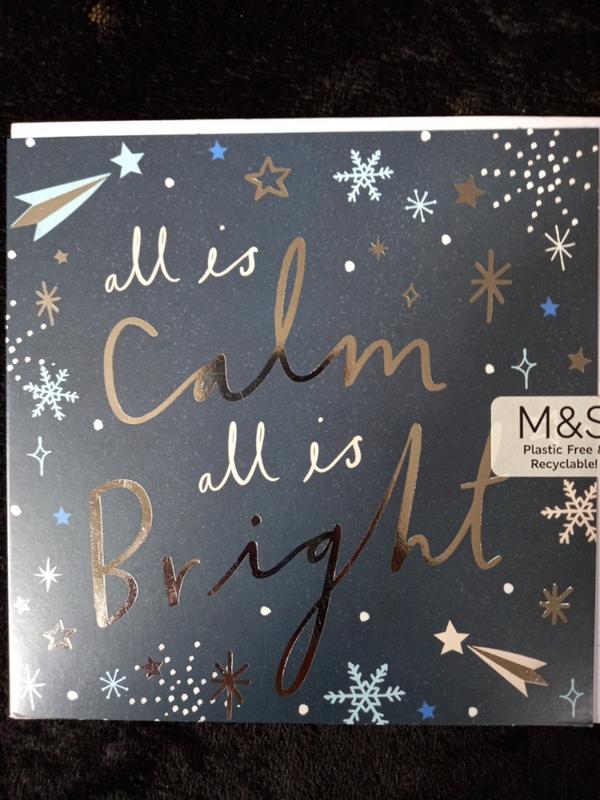 all is
Calm
all is
Bright
M&S
Plastic Free &
Recyclable!